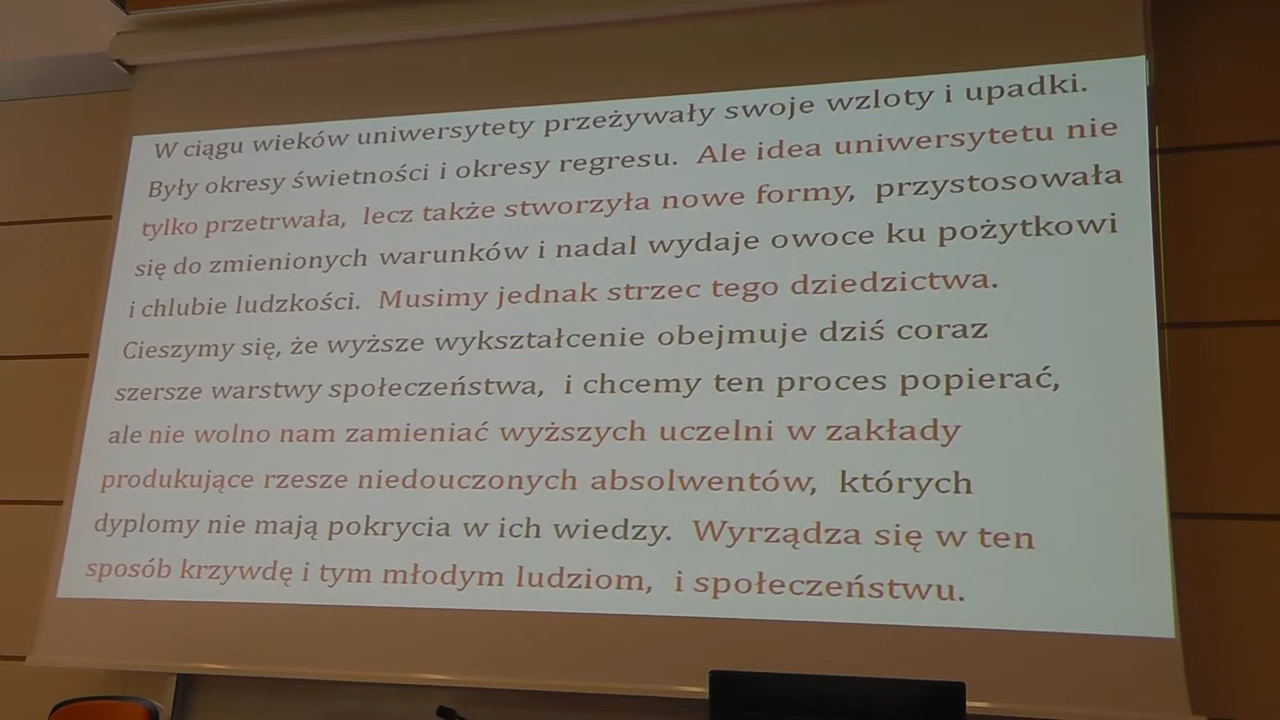 W ciągu wieków uniwersytety przeżywały swoje wzloty i upadki.
Były okresy świetności i okresy regresu. Ale idea uniwersytetu nie
tylko przetrwała, lecz także stworzyła nowe formy, przystosowała
się do zmienionych warunków i nadal wydaje owoce ku pożytkowi
i chlubie ludzkości. Musimy jednak strzec tego dziedzictwa.
Cieszymy się, że wyższe wykształcenie obejmuje dziś coraz
szersze warstwy społeczeństwa, i chcemy ten proces popierać,
ale nie wolno nam zamieniać wyższych uczelni w zakłady
produkujące rzesze niedouczonych absolwentów, których
dyplomy nie mają pokrycia w ich wiedzy. Wyrządza się w ten
sposób krzywdę i tym młodym ludziom, i społeczeństwu.